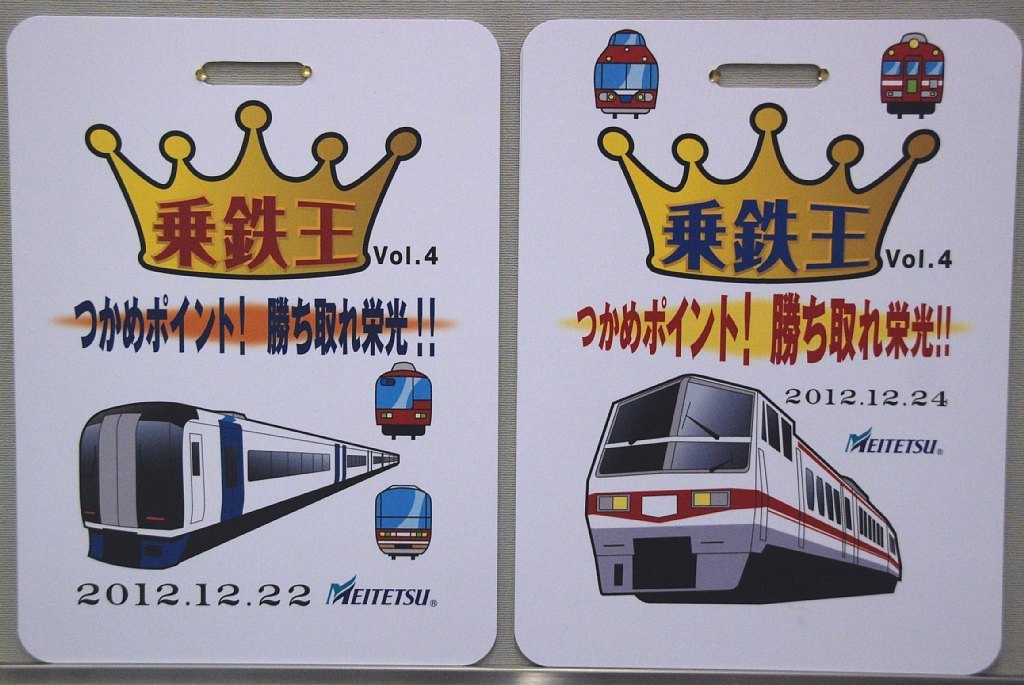 乗鉄王
Vol.4
つかめポイント! 勝ち取れ栄光!!
2012.12.22 MEITETSU®
乗鉄王
Vol.4
つかめポイント! 勝ち取れ栄光!!
2012.12.24
MEITETSU®